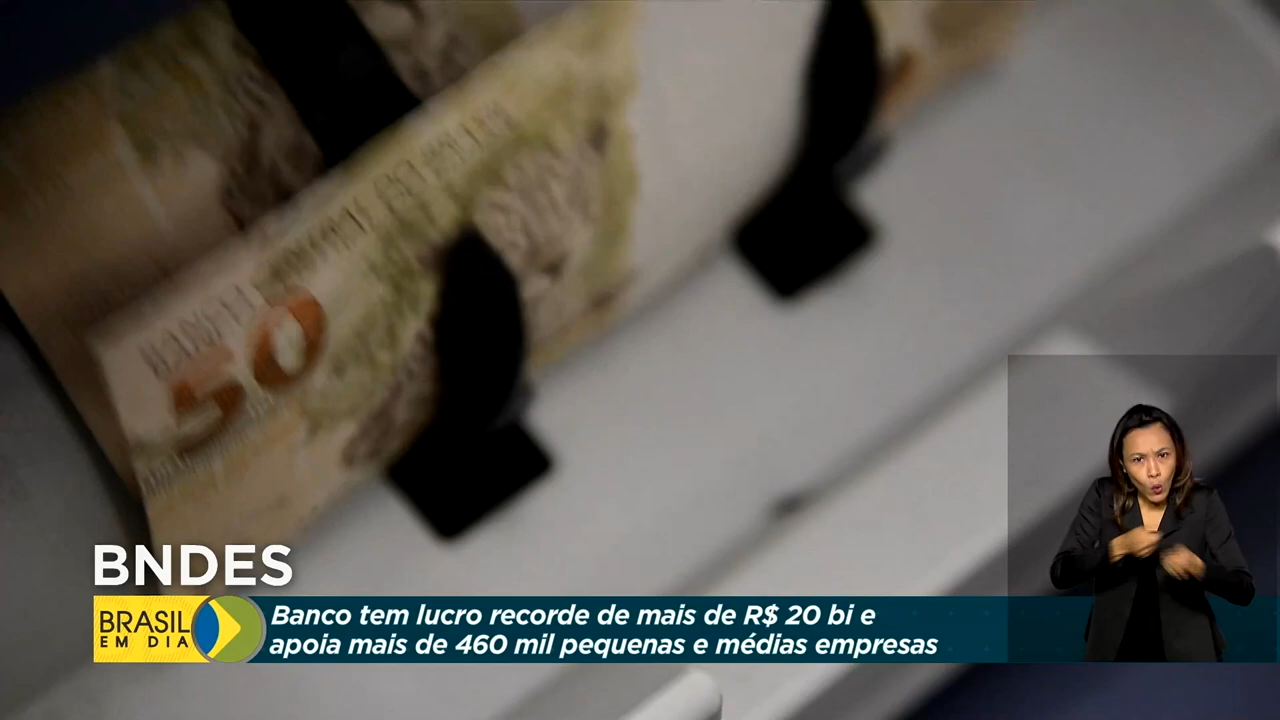 50
BNDES
BRASIL
EM DIA
Banco tem lucro recorde de mais de R$ 20 bi e
apoia mais de 460 mil pequenas e médias empresas